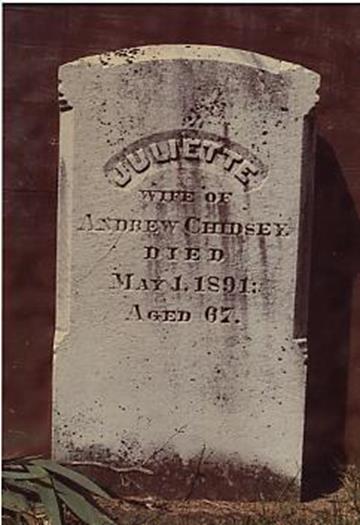 JULIETTE
WIFE OF
ANDREW CHIDSEY.
DIED
MAY 1. 1891:
AGED 67.